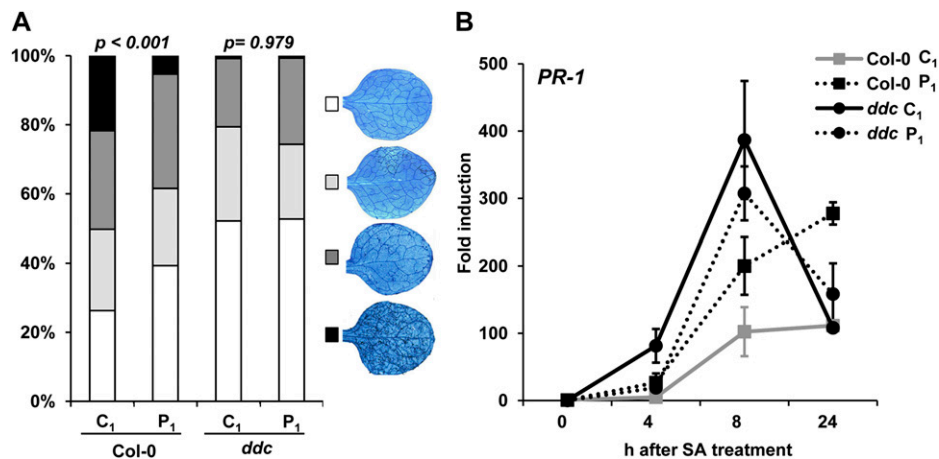 A
p < 0.001 p= 0.979
100%
80%
60%
40%
20%
0%
C1 P1 C1 P1
Col-0 ddc
B
PR-1
Col-0 C1
Col-0 P1
ddc C1
ddc P1
Fold induction
500
400
300
200
100
0
0 4 8 24
h after SA treatment